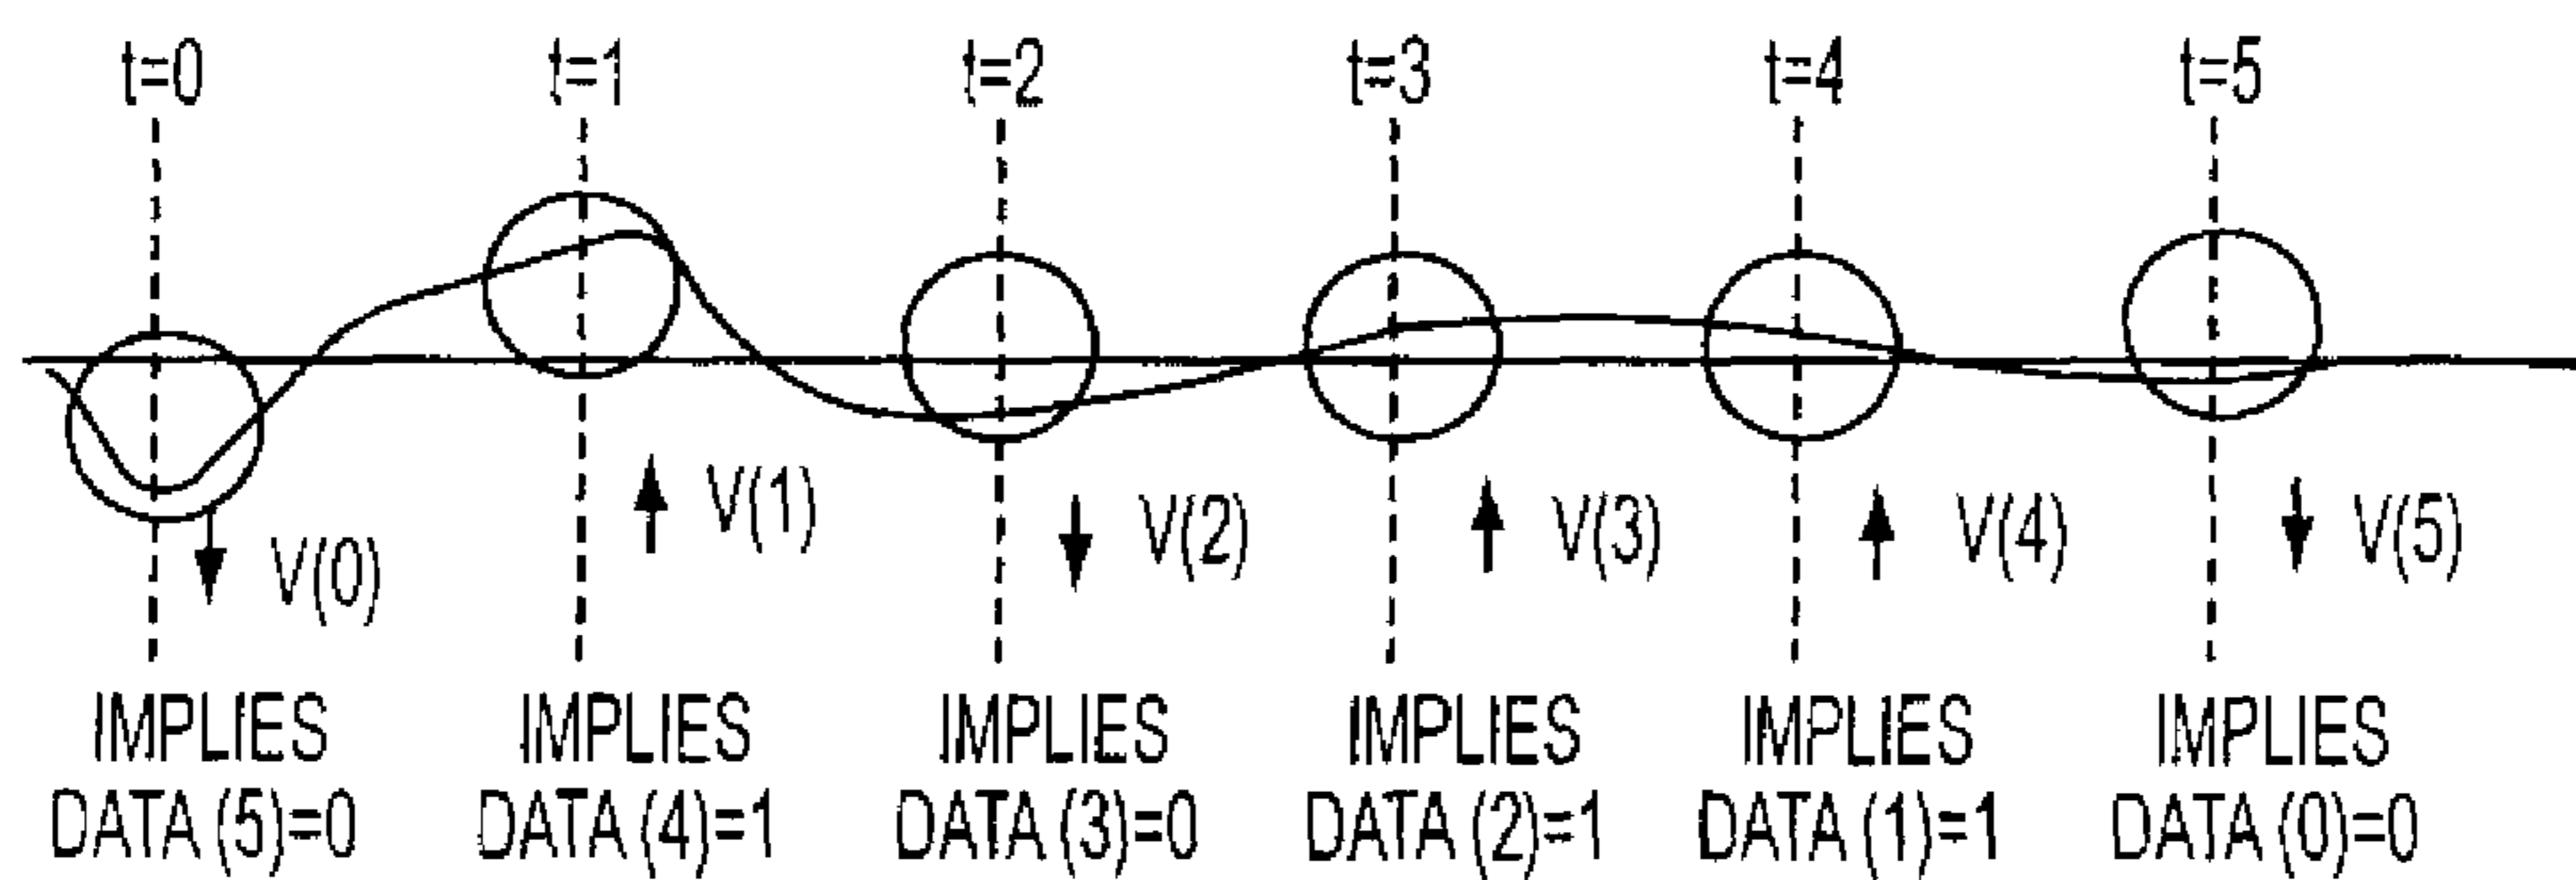 t=0 t=1 t=2 t=3 t=4 t=5
V(0) V(1) V(2) V(3) V(4) V(5)
IMPLIES IMPLIES IMPLIES IMPLIES IMPLIES IMPLIES
DATA (5)=0 DATA (4)=1 DATA (3)=0 DATA (2)=1 DATA (1)=1 DATA (0)=0